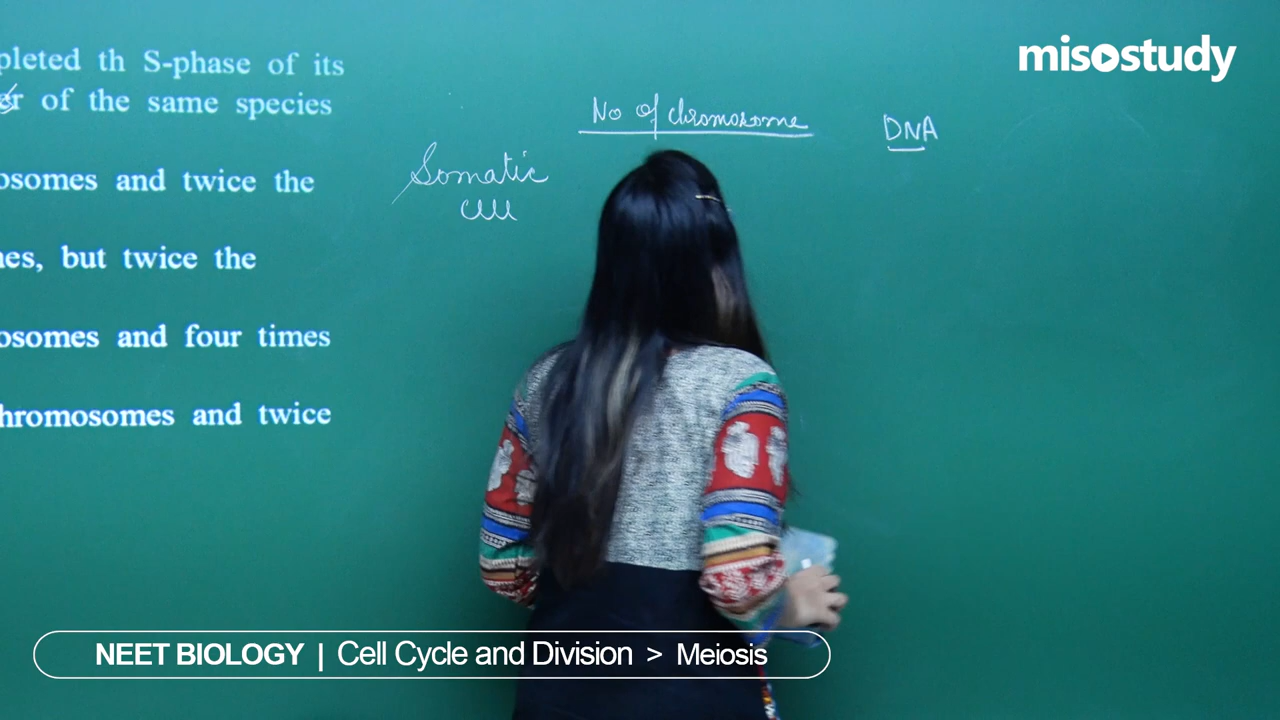 pleted th S-phase of its
er of the same species
osomes and twice the
nes, but twice the
osomes and four times
hromosomes and twice
misostudy
No of chromosome
DNA
Somatic
cell
NEET BIOLOGY | Cell Cycle and Division > Meiosis